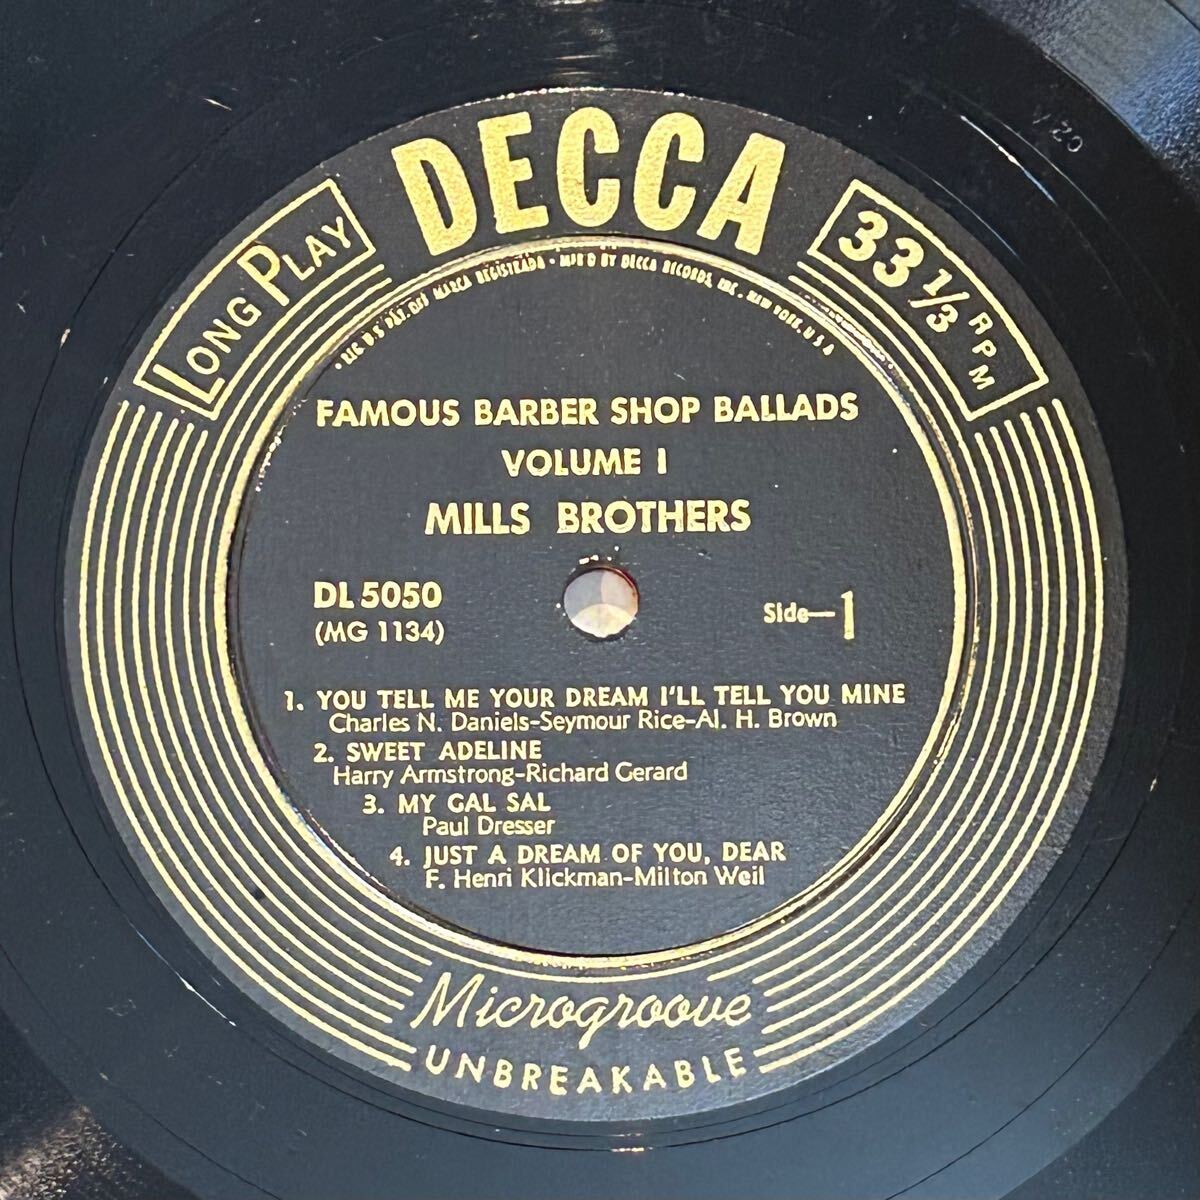 DECCA
LONG PLAY
33 1/3 RPM
• REG. U.S. PAT. OFF. MARCA REGISTRADA • MF'D BY DECCA RECORDS, INC., NEW YORK, U.S.A.
FAMOUS BARBER SHOP BALLADS
VOLUME I
MILLS BROTHERS
DL 5050
(MG 1134)
Side—1
1. YOU TELL ME YOUR DREAM I'LL TELL YOU MINE
Charles N. Daniels-Seymour Rice-Al. H. Brown
2. SWEET ADELINE
Harry Armstrong-Richard Gerard
3. MY GAL SAL
Paul Dresser
4. JUST A DREAM OF YOU, DEAR
F. Henri Klickman-Milton Weil
Microgroove
UNBREAKABLE